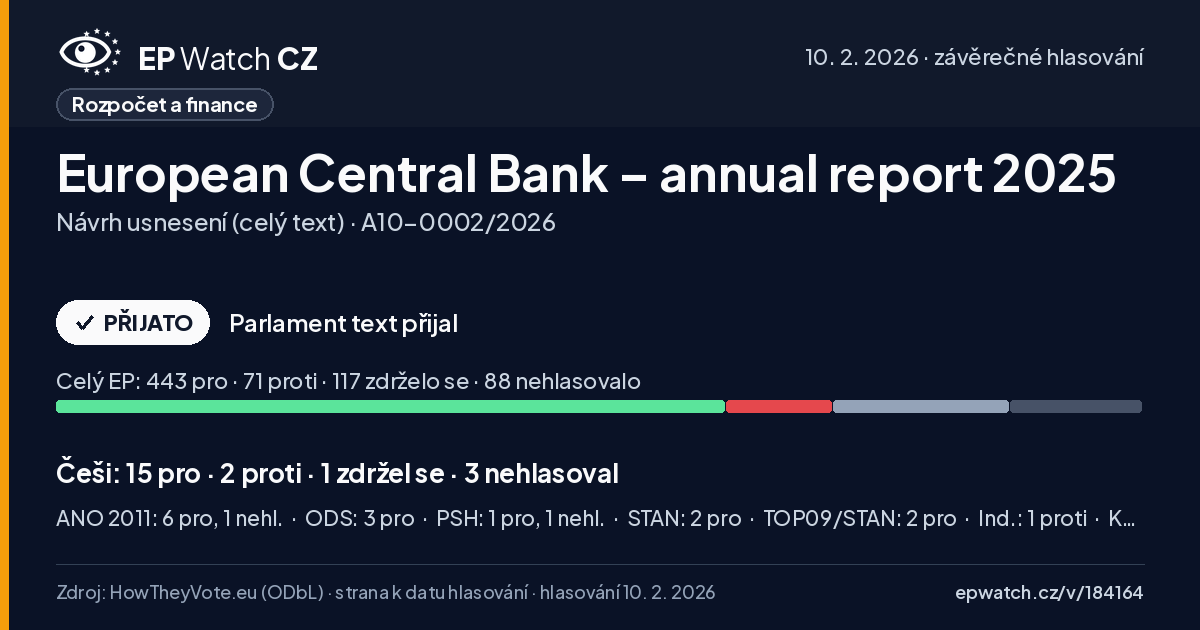 EP Watch CZ
10. 2. 2026 · závěrečné hlasování
Rozpočet a finance
European Central Bank – annual report 2025
Návrh usnesení (celý text) · A10-0002/2026
✓ PŘIJATO
Parlament text přijal
Celý EP: 443 pro · 71 proti · 117 zdrželo se · 88 nehlasovalo
Češi: 15 pro · 2 proti · 1 zdržel se · 3 nehlasoval
ANO 2011: 6 pro, 1 nehl. · ODS: 3 pro · PSH: 1 pro, 1 nehl. · STAN: 2 pro · TOP09/STAN: 2 pro · Ind.: 1 proti · K…
Zdroj: HowTheyVote.eu (ODbL) · strana k datu hlasování · hlasování 10. 2. 2026
epwatch.cz/v/184164